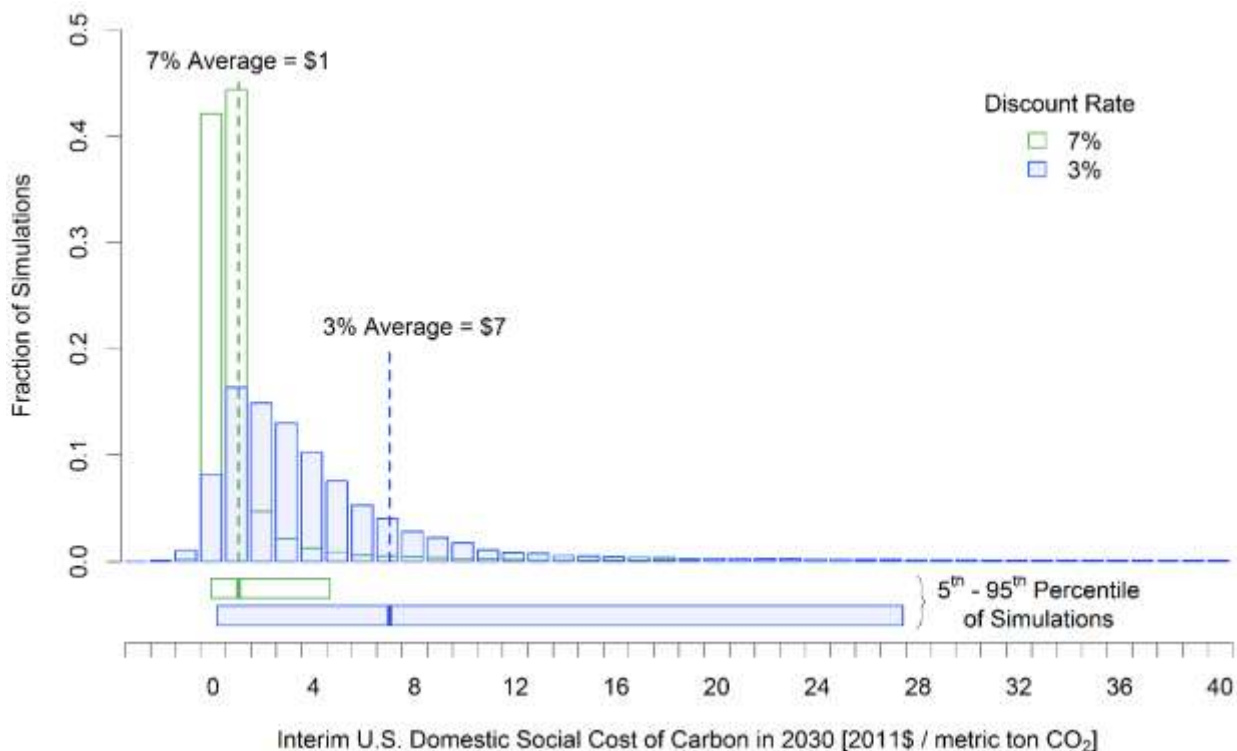 7% Average = $1
Discount Rate
7%
3%
3% Average = $7
Fraction of Simulations
0.5
0.4
0.3
0.2
0.1
0.0
5th - 95th Percentile
of Simulations
0 4 8 12 16 20 24 28 32 36 40
Interim U.S. Domestic Social Cost of Carbon in 2030 [2011$ / metric ton CO₂]